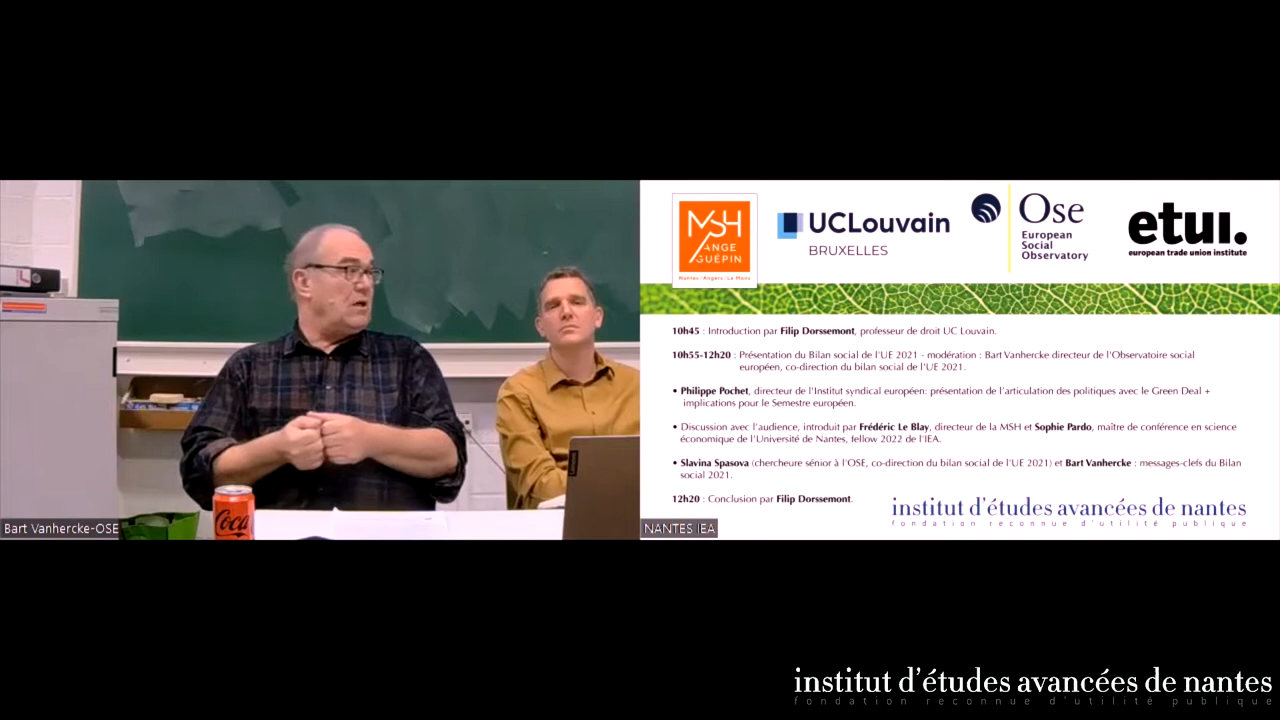 MSH
ANGE
GUÉPIN
Nantes | Angers | Le Mans
UCLouvain
BRUXELLES
Ose
European
Social
Observatory
etui.
european trade union institute
10h45 : Introduction par Filip Dorssemont, professeur de droit UC Louvain.
10h55-12h20 : Présentation du Bilan social de l'UE 2021 - modération : Bart Vanhercke directeur de l'Observatoire social
européen, co-direction du bilan social de l'UE 2021.
• Philippe Pochet, directeur de l'Institut syndical européen: présentation de l'articulation des politiques avec le Green Deal +
implications pour le Semestre européen.
• Discussion avec l'audience, introduit par Frédéric Le Blay, directeur de la MSH et Sophie Pardo, maître de conférence en science
économique de l'Université de Nantes, fellow 2022 de l'IEA.
• Slavina Spasova (chercheure sénior à l'OSE, co-direction du bilan social de l'UE 2021) et Bart Vanhercke : messages-clefs du Bilan
social 2021.
12h20 : Conclusion par Filip Dorssemont.
institut d'études avancées de nantes
fondation reconnue d'utilité publique
Coca
Lenovo
Bart Vanhercke-OSE
NANTES IEA
institut d'études avancées de nantes
fondation reconnue d'utilité publique